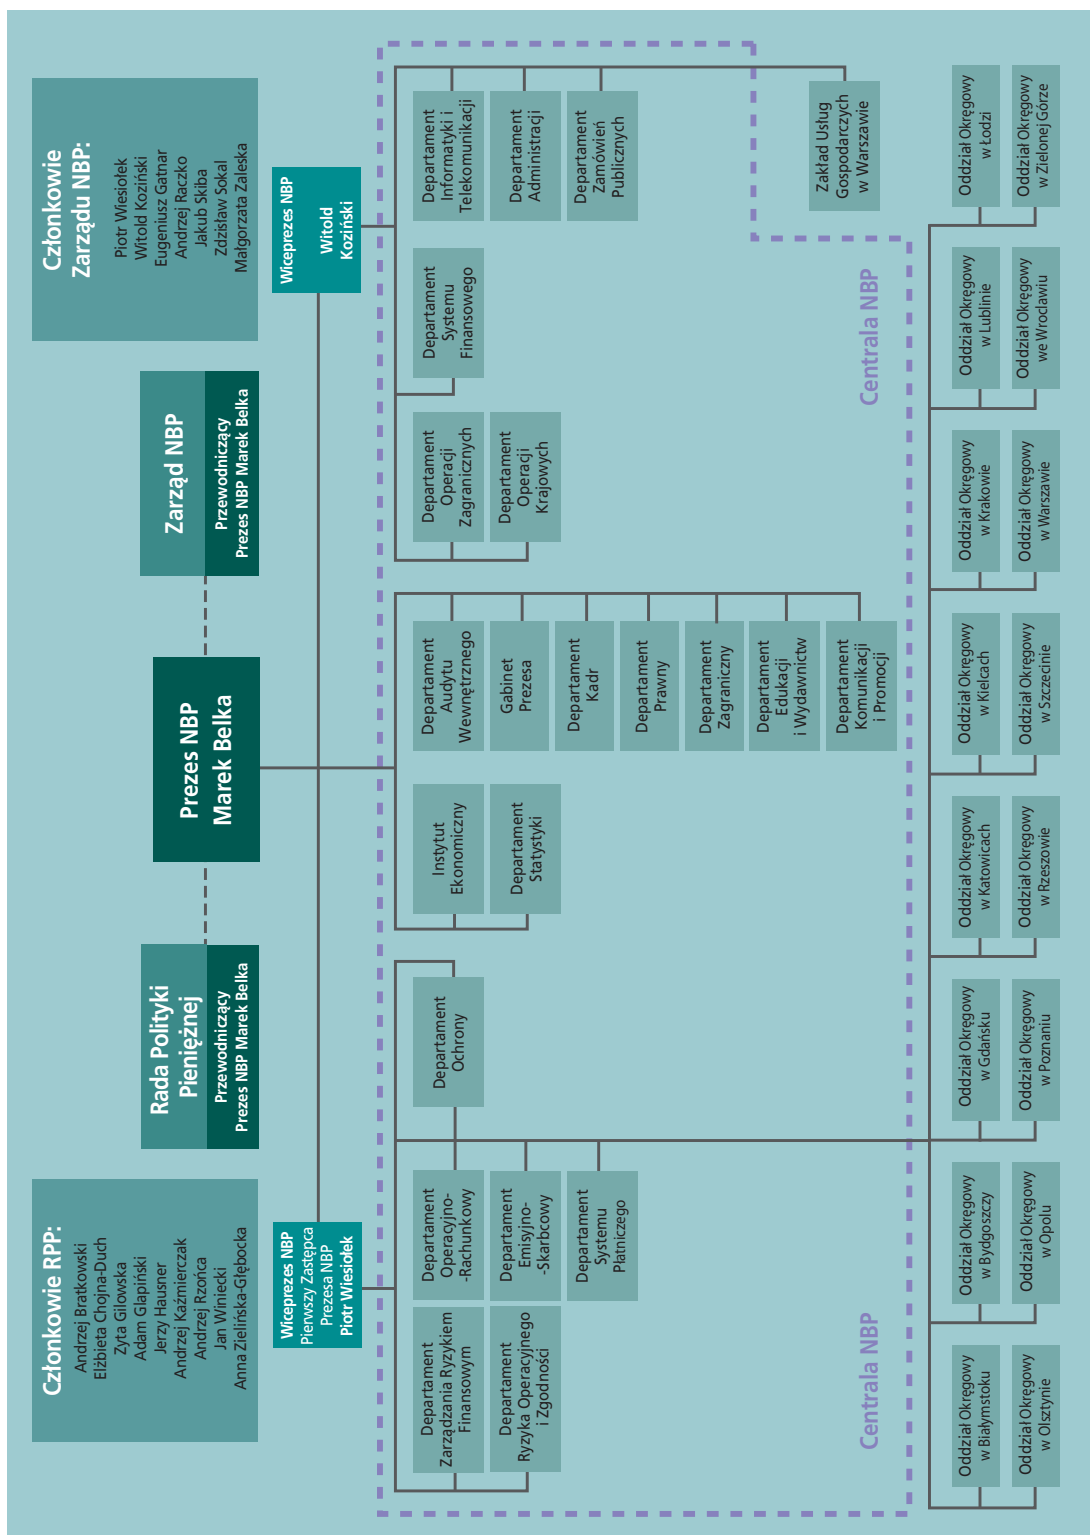 Członkowie RPP:
Andrzej Bratkowski
Elżbieta Chojna-Duch
Zyta Gilowska
Adam Glapiński
Jerzy Hausner
Andrzej Kaźmierczak
Andrzej Rzońca
Jan Winiecki
Anna Zielińska-Głębocka
Rada Polityki
Pieniężnej
Przewodniczący
Prezes NBP Marek Belka
Prezes NBP
Marek Belka
Zarząd NBP
Przewodniczący
Prezes NBP Marek Belka
Członkowie
Zarządu NBP:
Piotr Wiesiołek
Witold Koziński
Eugeniusz Gatnar
Andrzej Raczko
Jakub Skiba
Zdzisław Sokal
Małgorzata Zaleska
Wiceprezes NBP
Pierwszy Zastępca
Prezesa NBP
Piotr Wiesiołek
Wiceprezes NBP
Witold
Koziński
Departament
Zarządzania Ryzykiem
Finansowym
Departament
Ryzyka Operacyjnego
i Zgodności
Departament
Operacyjno-
-Rachunkowy
Departament
Emisyjno-
-Skarbcowy
Departament
Systemu
Płatniczego
Departament
Ochrony
Instytut
Ekonomiczny
Departament
Statystyki
Departament
Audytu
Wewnętrznego
Gabinet
Prezesa
Departament
Kadr
Departament
Prawny
Departament
Zagraniczny
Departament
Edukacji
i Wydawnictw
Departament
Komunikacji
i Promocji
Departament
Operacji
Zagranicznych
Departament
Operacji
Krajowych
Departament
Systemu
Finansowego
Departament
Informatyki i
Telekomunikacji
Departament
Administracji
Departament
Zamówień
Publicznych
Zakład Usług
Gospodarczych
w Warszawie
Centrala NBP
Centrala NBP
Oddział Okręgowy
w Białymstoku
Oddział Okręgowy
w Bydgoszczy
Oddział Okręgowy
w Gdańsku
Oddział Okręgowy
w Katowicach
Oddział Okręgowy
w Kielcach
Oddział Okręgowy
w Krakowie
Oddział Okręgowy
w Lublinie
Oddział Okręgowy
w Łodzi
Oddział Okręgowy
w Olsztynie
Oddział Okręgowy
w Opolu
Oddział Okręgowy
w Poznaniu
Oddział Okręgowy
w Rzeszowie
Oddział Okręgowy
w Szczecinie
Oddział Okręgowy
w Warszawie
Oddział Okręgowy
we Wrocławiu
Oddział Okręgowy
w Zielonej Górze